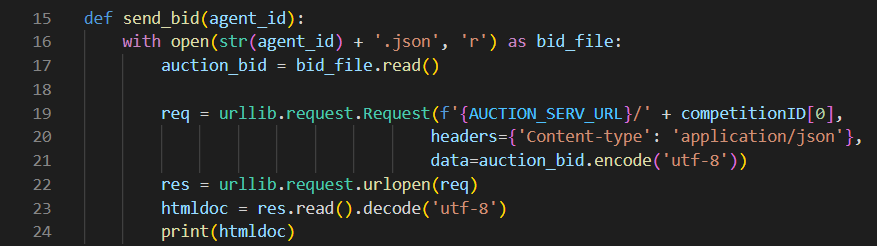 15 def send_bid(agent_id):
16     with open(str(agent_id) + '.json', 'r') as bid_file:
17         auction_bid = bid_file.read()
18
19         req = urllib.request.Request(f'{AUCTION_SERV_URL}/' + competitionID[0],
20                                      headers={'Content-type': 'application/json'},
21                                      data=auction_bid.encode('utf-8'))
22         res = urllib.request.urlopen(req)
23         htmldoc = res.read().decode('utf-8')
24         print(htmldoc)